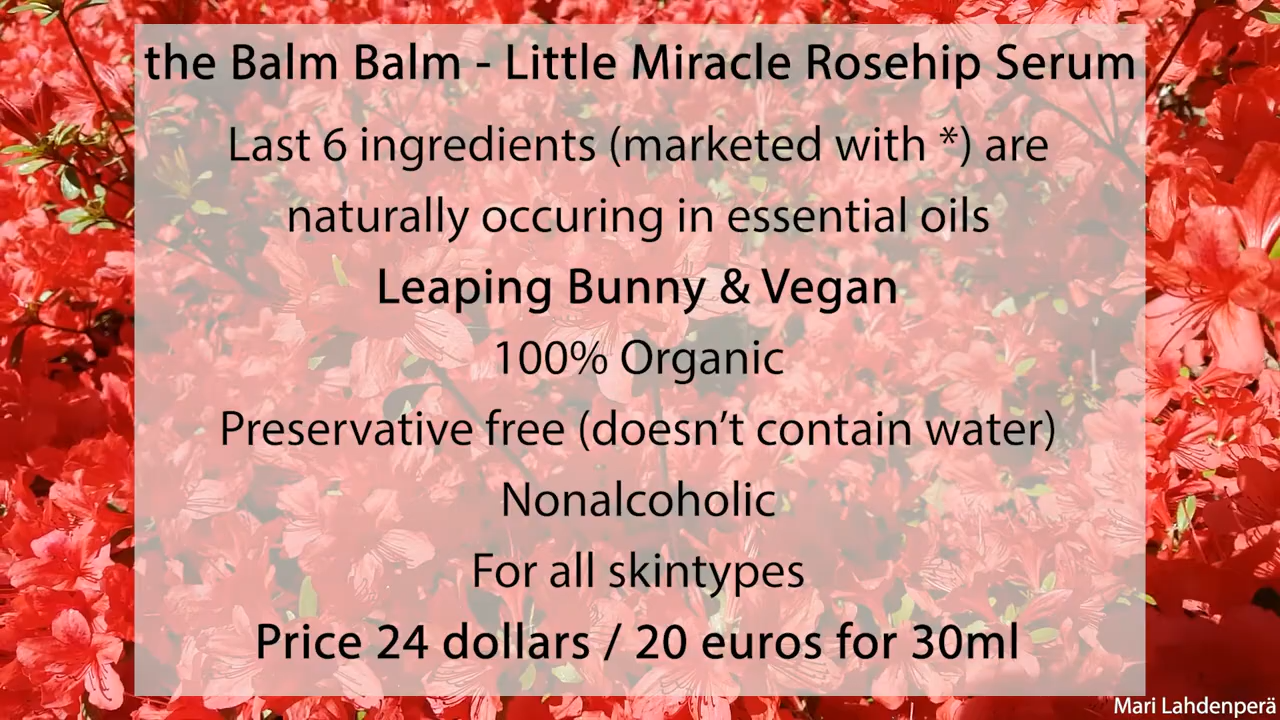 the Balm Balm - Little Miracle Rosehip Serum
Last 6 ingredients (marketed with *) are
naturally occuring in essential oils
Leaping Bunny & Vegan
100% Organic
Preservative free (doesn’t contain water)
Nonalcoholic
For all skintypes
Price 24 dollars / 20 euros for 30ml
Mari Lahdenperä